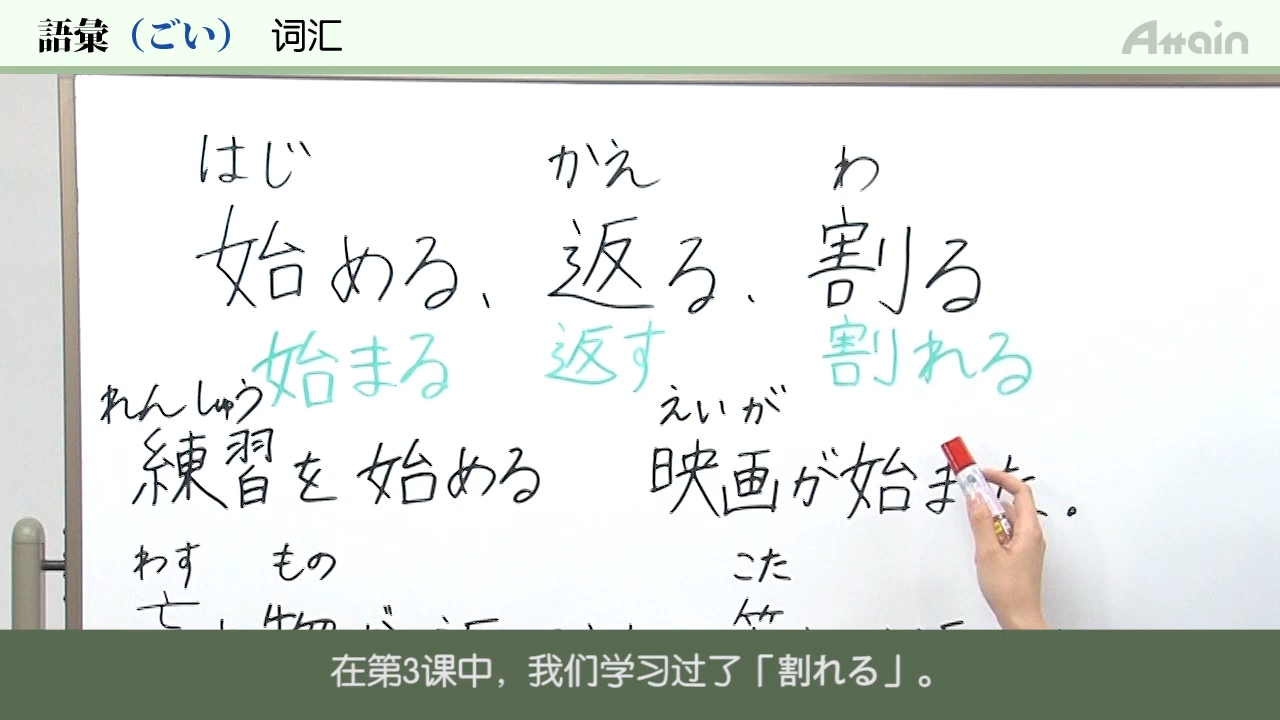 語彙（ごい） 词汇
Attain
はじ かえ わ
始める、返る、割る
始まる 返す 割れる
れんしゅう えいが
練習を始める 映画が始ま
わす もの こた
在第3课中，我们学习过了「割れる」。